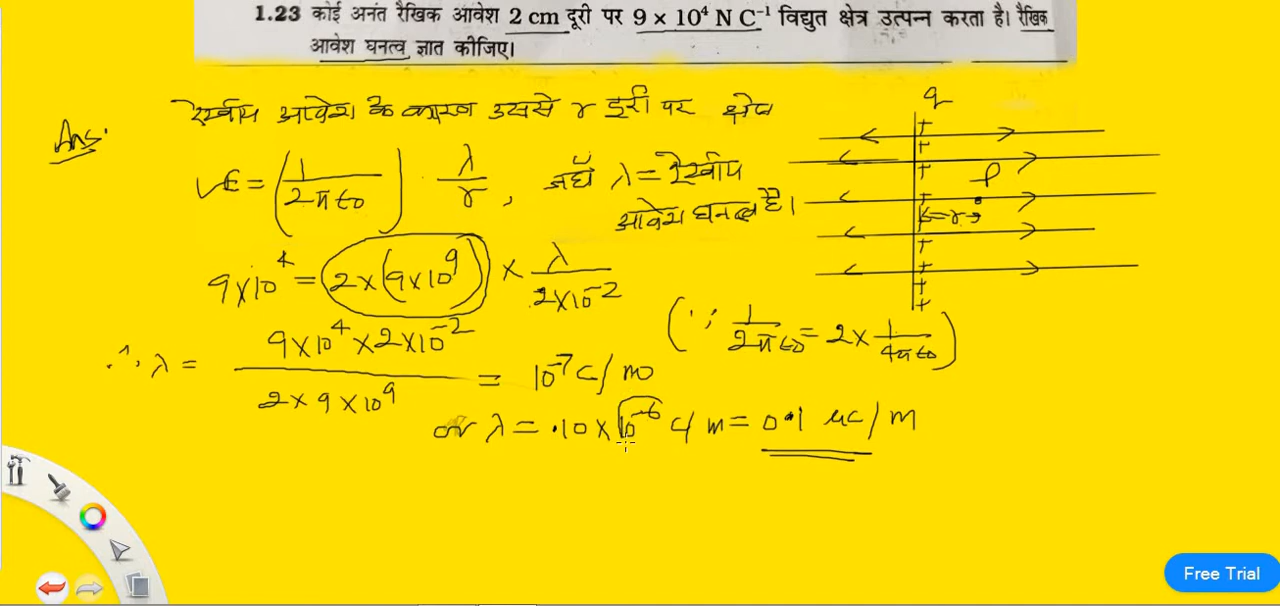 1.23 कोई अनंत रैखिक आवेश 2 cm दूरी पर 9 × 10⁴ N C⁻¹ विद्युत क्षेत्र उत्पन्न करता है। रैखिक
आवेश घनत्व ज्ञात कीजिए।
Ans.
रेखीय आवेश के कारण उससे r दूरी पर क्षेत्र
E = (1/2πε₀) · λ/r, जहाँ λ = रेखीय
आवेश घनत्व है।
q
P
r
9×10⁴ = 2×(9×10⁹) × λ/2×10⁻²
(∵ 1/2πε₀ = 2× 1/4πε₀)
∴ λ = 9×10⁴×2×10⁻²/2×9×10⁹ = 10⁻⁷ C/m
or λ = .10×10⁻⁶ C/m = 0.1 μC/m
Free Trial